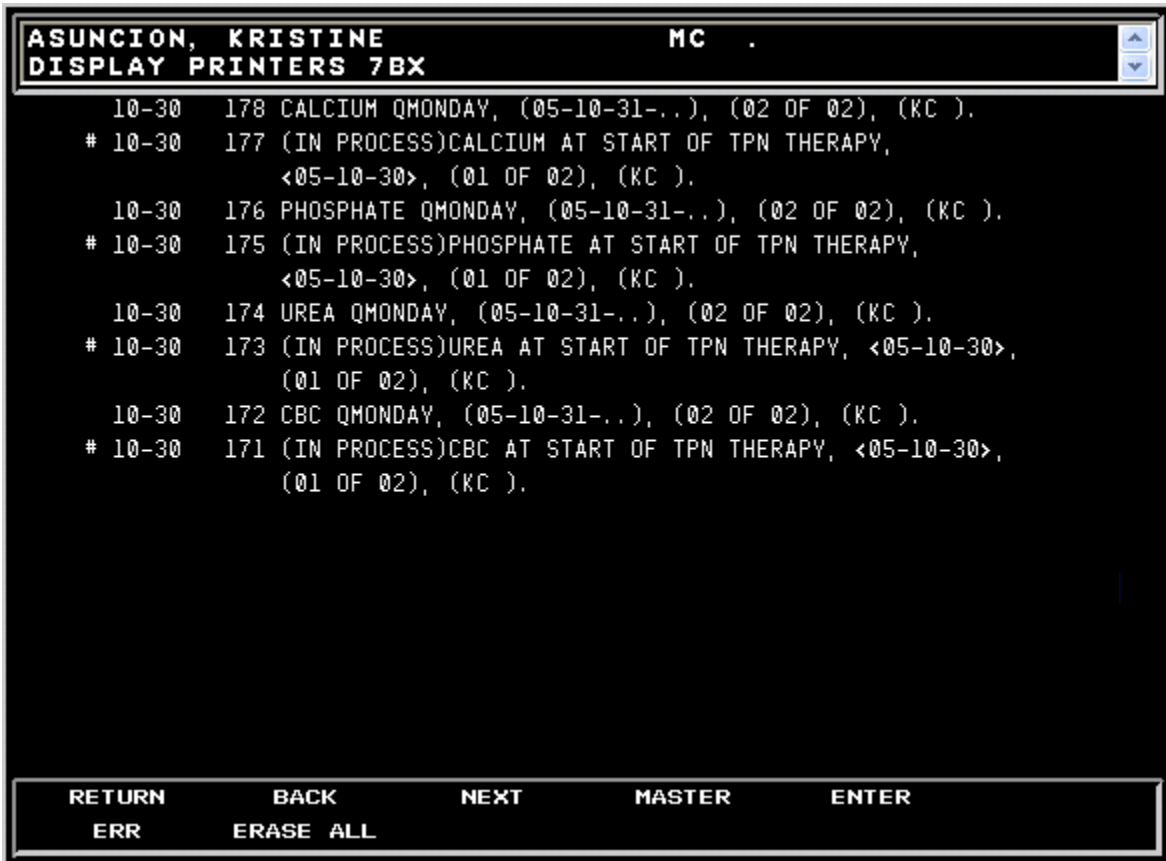 ASUNCION, KRISTINE MC .
DISPLAY PRINTERS 7BX
10-30 178 CALCIUM QMONDAY, (05-10-31-..), (02 OF 02), (KC ).
# 10-30 177 (IN PROCESS)CALCIUM AT START OF TPN THERAPY,
<05-10-30>, (01 OF 02), (KC ).
10-30 176 PHOSPHATE QMONDAY, (05-10-31-..), (02 OF 02), (KC ).
# 10-30 175 (IN PROCESS)PHOSPHATE AT START OF TPN THERAPY,
<05-10-30>, (01 OF 02), (KC ).
10-30 174 UREA QMONDAY, (05-10-31-..), (02 OF 02), (KC ).
# 10-30 173 (IN PROCESS)UREA AT START OF TPN THERAPY, <05-10-30>,
(01 OF 02), (KC ).
10-30 172 CBC QMONDAY, (05-10-31-..), (02 OF 02), (KC ).
# 10-30 171 (IN PROCESS)CBC AT START OF TPN THERAPY, <05-10-30>,
(01 OF 02), (KC ).
RETURN BACK NEXT MASTER ENTER
ERR ERASE ALL